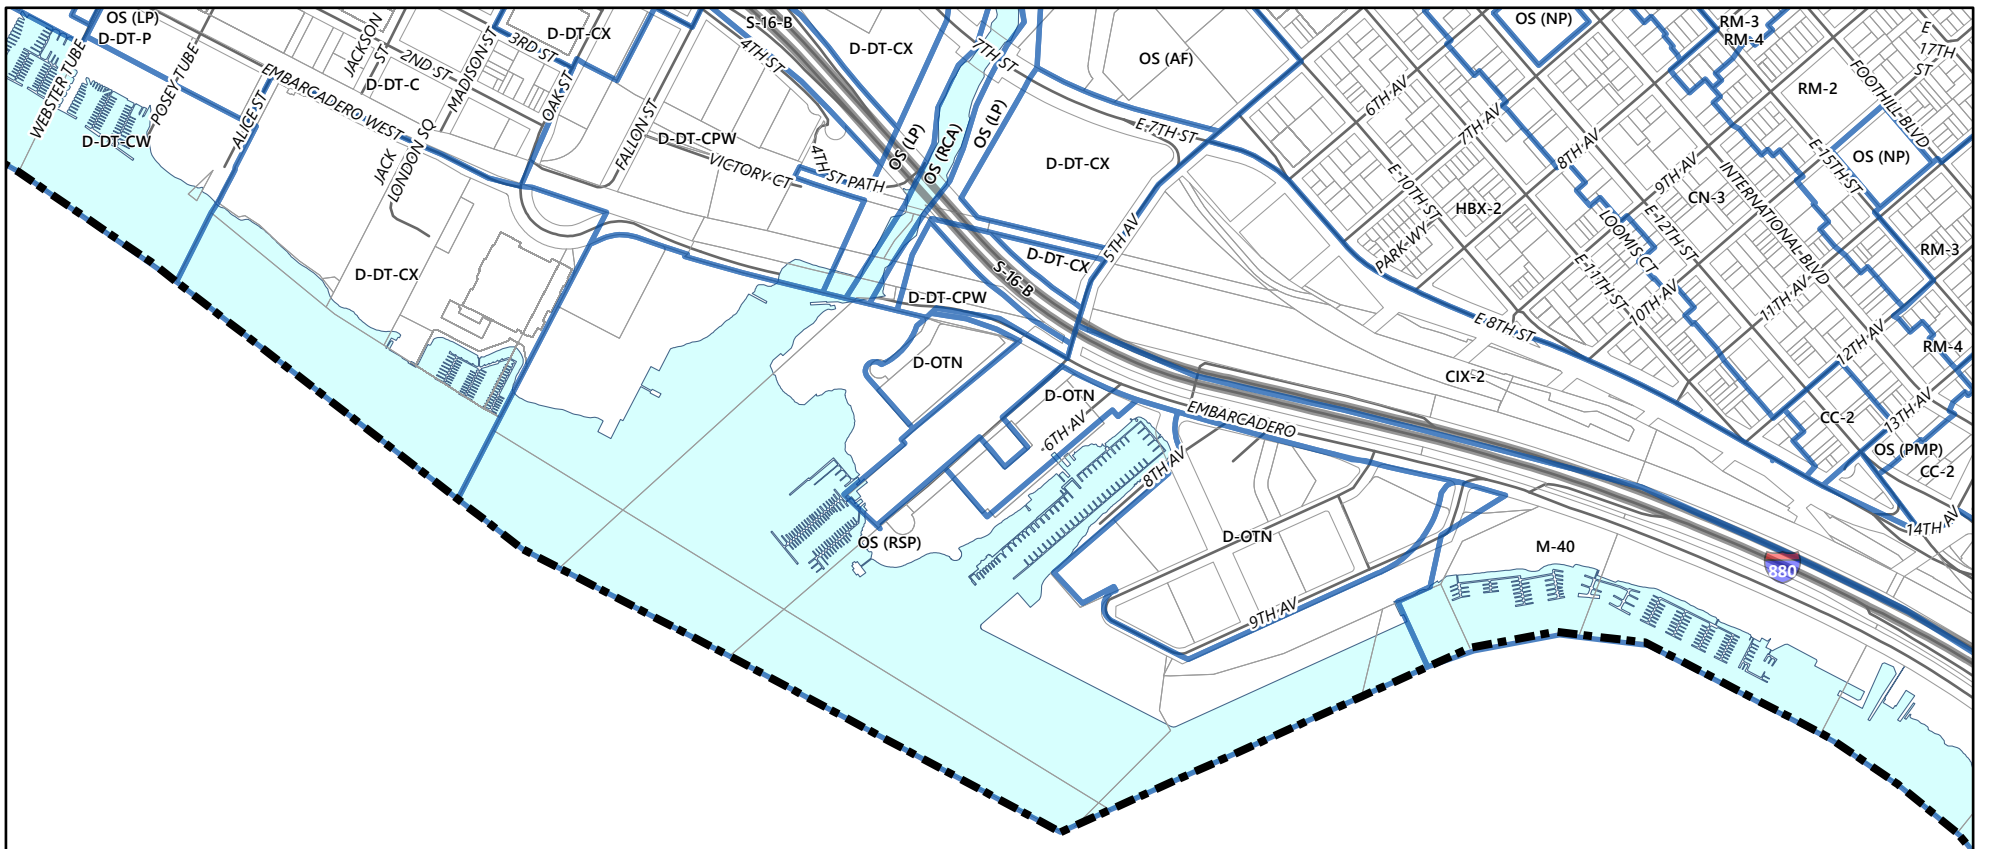 OS (LP)
D-DT-P
WEBSTER TUBE
POSEY TUBE
D-DT-CW
ALICE ST
EMBARCADERO WEST
JACKSON
ST
2ND ST
D-DT-C
MADISON ST
3RD ST
D-DT-CX
OAK ST
JACK
LONDON SQ
D-DT-CX
FALLON ST
D-DT-CPW
VICTORY CT
4TH ST
S-16-B
D-DT-CX
4TH ST PATH
OS (LP)
OS (RCA)
OS (LP)
7TH ST
OS (AF)
E 7TH ST
D-DT-CX
5TH AV
D-DT-CX
S-16-B
D-DT-CPW
D-OTN
D-OTN
6TH AV
8TH AV
EMBARCADERO
OS (RSP)
D-OTN
9TH AV
M-40
880
CIX-2
E 8TH ST
PARK WY
E 10TH ST
HBX-2
6TH AV
7TH AV
8TH AV
9TH AV
CN-3
LOOMIS CT
E 12TH ST
E 11TH ST
10TH AV
INTERNATIONAL BLVD
11TH AV
12TH AV
13TH AV
14TH AV
OS (NP)
RM-3
RM-4
RM-2
FOOTHILL BLVD
E
17TH
ST
E 15TH ST
OS (NP)
RM-3
RM-4
CC-2
OS (PMP)
CC-2